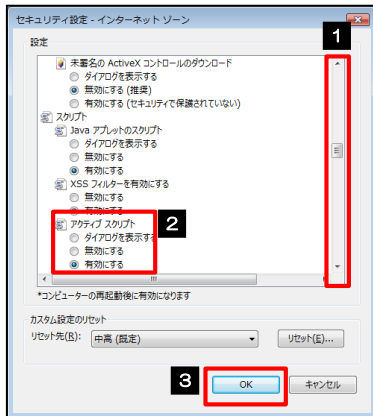 セキュリティ設定 - インターネット ゾーン
1
設定
未署名の ActiveX コントロールのダウンロード
ダイアログを表示する
無効にする (推奨)
有効にする (セキュリティで保護されていない)
スクリプト
Java アプレットのスクリプト
ダイアログを表示する
無効にする
有効にする
XSS フィルターを有効にする
無効にする
有効にする
アクティブ スクリプト
2
ダイアログを表示する
無効にする
有効にする
*コンピューターの再起動後に有効になります
カスタム設定のリセット
リセット先(R): 中高 (既定) リセット(E)...
3
OK キャンセル